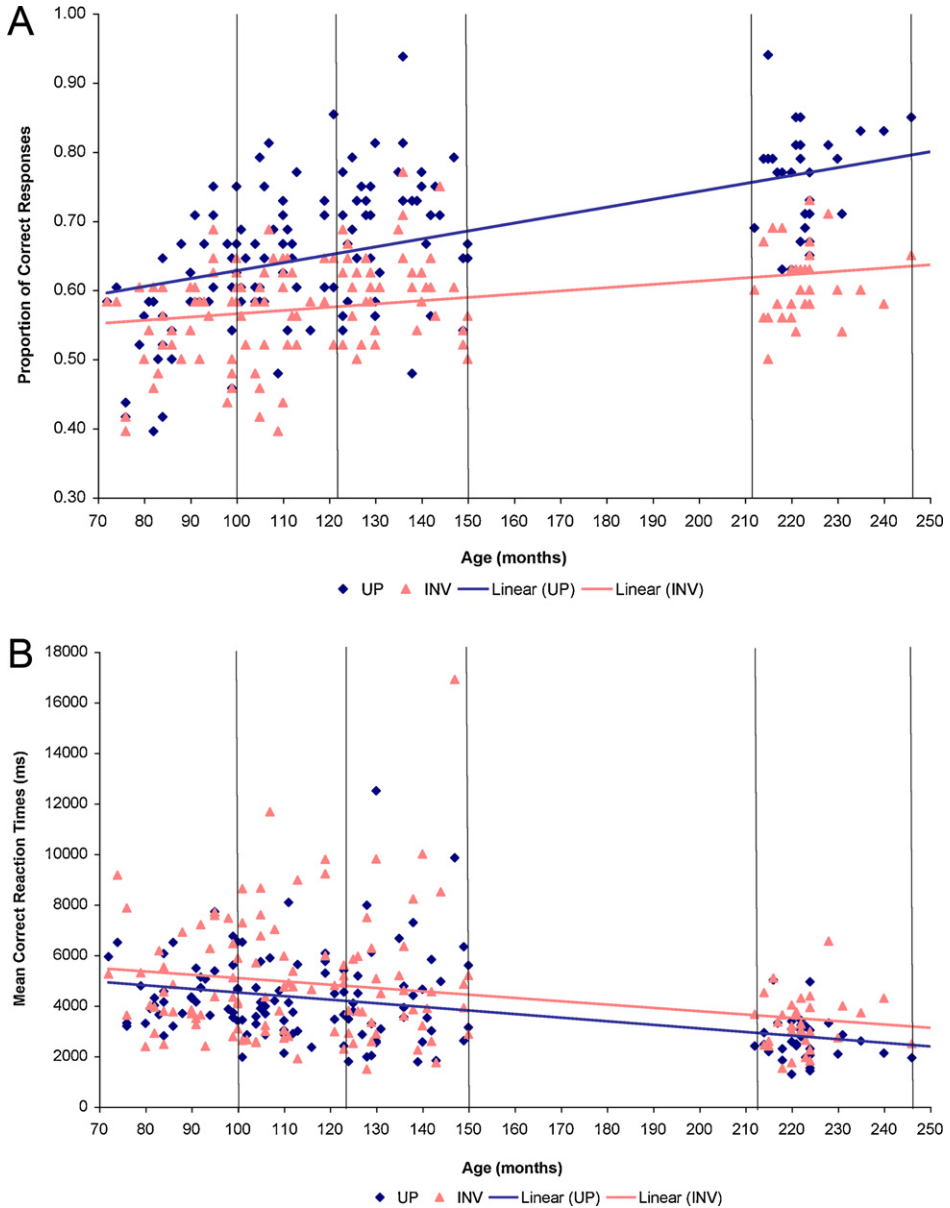 A
1.00
0.90
0.80
0.70
0.60
0.50
0.40
0.30
Proportion of Correct Responses
70 80 90 100 110 120 130 140 150 160 170 180 190 200 210 220 230 240 250
Age (months)
UP INV Linear (UP) Linear (INV)
B
18000
16000
14000
12000
10000
8000
6000
4000
2000
0
Mean Correct Reaction Times (ms)
70 80 90 100 110 120 130 140 150 160 170 180 190 200 210 220 230 240 250
Age (months)
UP INV Linear (UP) Linear (INV)